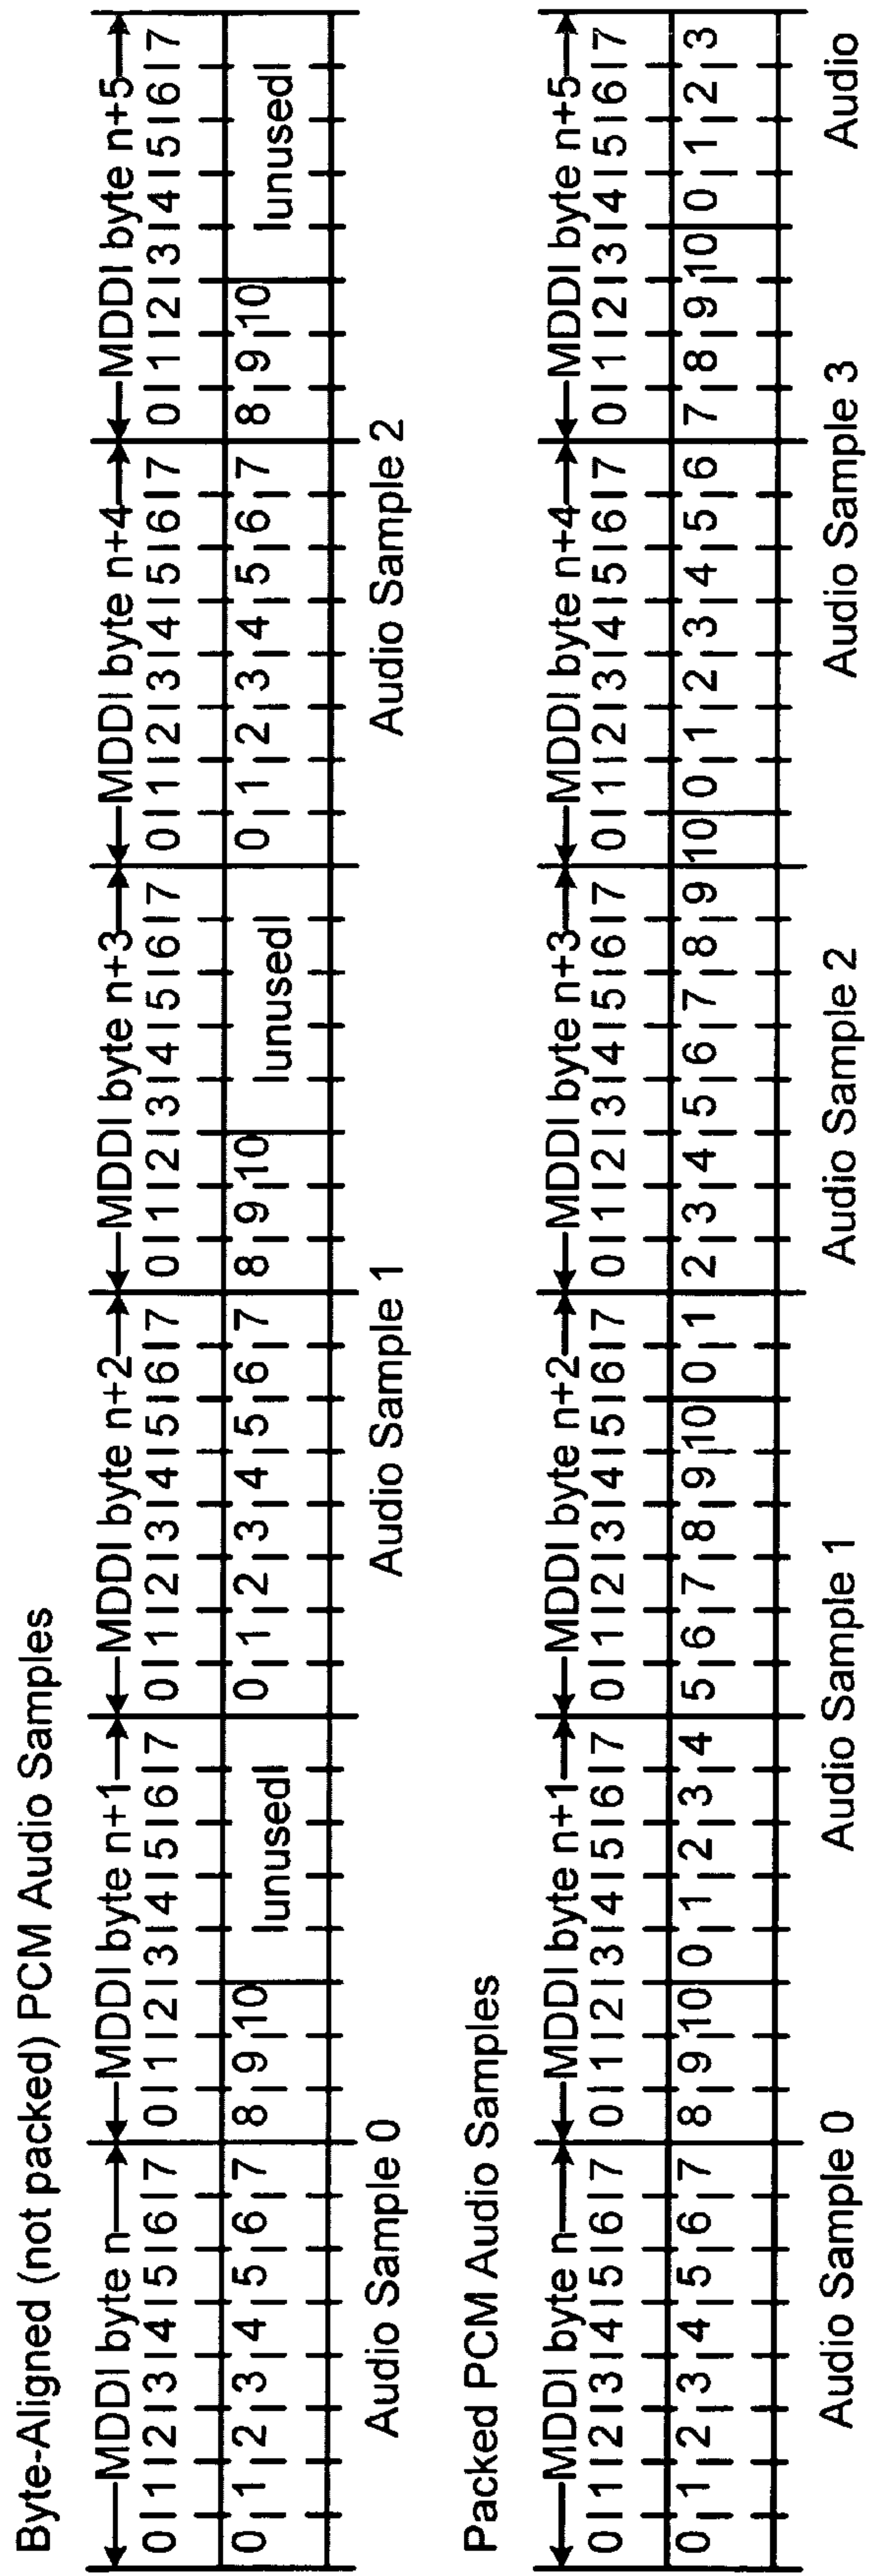 Byte-Aligned (not packed) PCM Audio Samples
MDDI byte n MDDI byte n+1 MDDI byte n+2 MDDI byte n+3 MDDI byte n+4 MDDI byte n+5
0 1 2 3 4 5 6 7 0 1 2 3 4 5 6 7 0 1 2 3 4 5 6 7 0 1 2 3 4 5 6 7 0 1 2 3 4 5 6 7 0 1 2 3 4 5 6 7
0 1 2 3 4 5 6 7 8 9 10 unused 0 1 2 3 4 5 6 7 8 9 10 unused 0 1 2 3 4 5 6 7 8 9 10 unused
Audio Sample 0 Audio Sample 1 Audio Sample 2
Packed PCM Audio Samples
MDDI byte n MDDI byte n+1 MDDI byte n+2 MDDI byte n+3 MDDI byte n+4 MDDI byte n+5
0 1 2 3 4 5 6 7 0 1 2 3 4 5 6 7 0 1 2 3 4 5 6 7 0 1 2 3 4 5 6 7 0 1 2 3 4 5 6 7 0 1 2 3 4 5 6 7
0 1 2 3 4 5 6 7 8 9 10 0 1 2 3 4 5 6 7 8 9 10 0 1 2 3 4 5 6 7 8 9 10 0 1 2 3 4 5 6 7 8 9 10 0 1 2 3
Audio Sample 0 Audio Sample 1 Audio Sample 2 Audio Sample 3 Audio